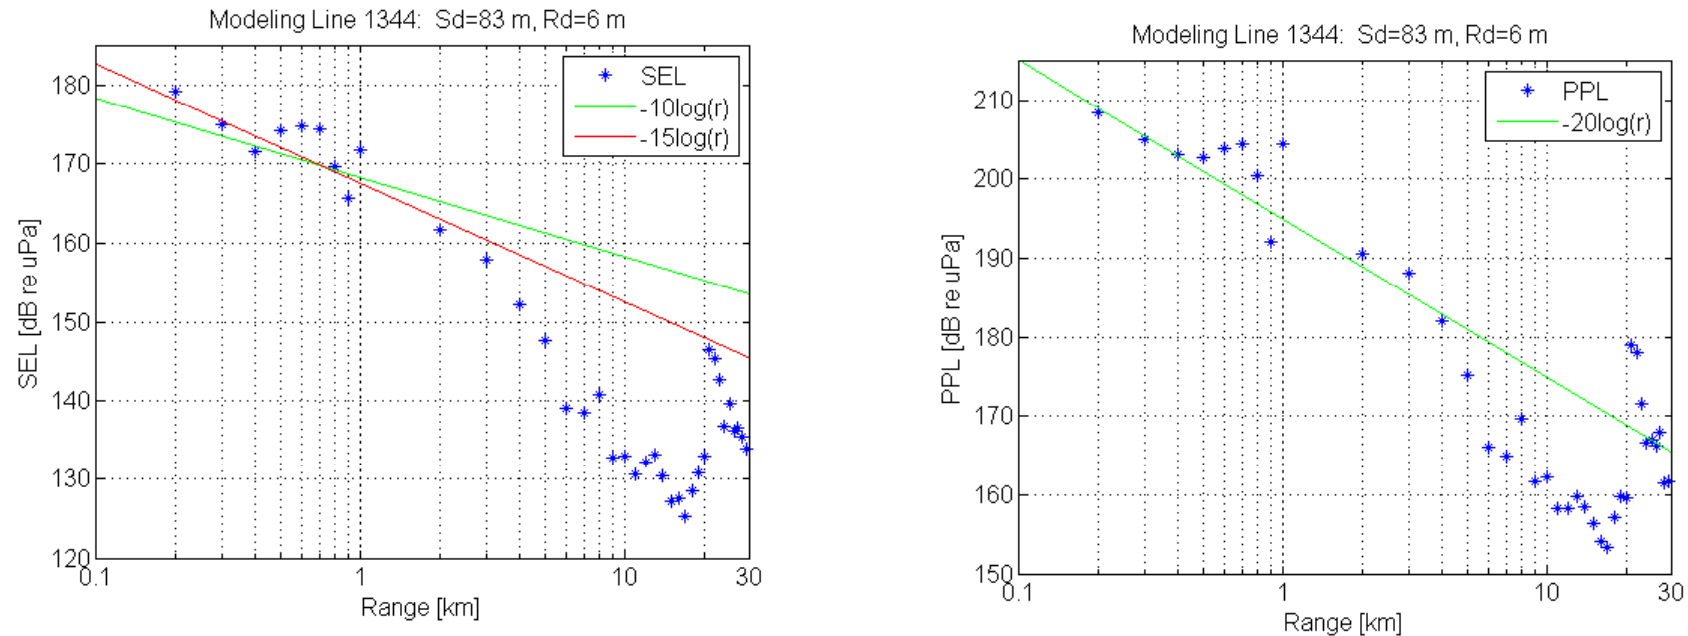 Modeling Line 1344: Sd=83 m, Rd=6 m
SEL
-10log(r)
-15log(r)
SEL [dB re uPa]
180
170
160
150
140
130
120
0.1
1
10
30
Range [km]
Modeling Line 1344: Sd=83 m, Rd=6 m
PPL
-20log(r)
PPL [dB re uPa]
210
200
190
180
170
160
150
0.1
1
10
30
Range [km]